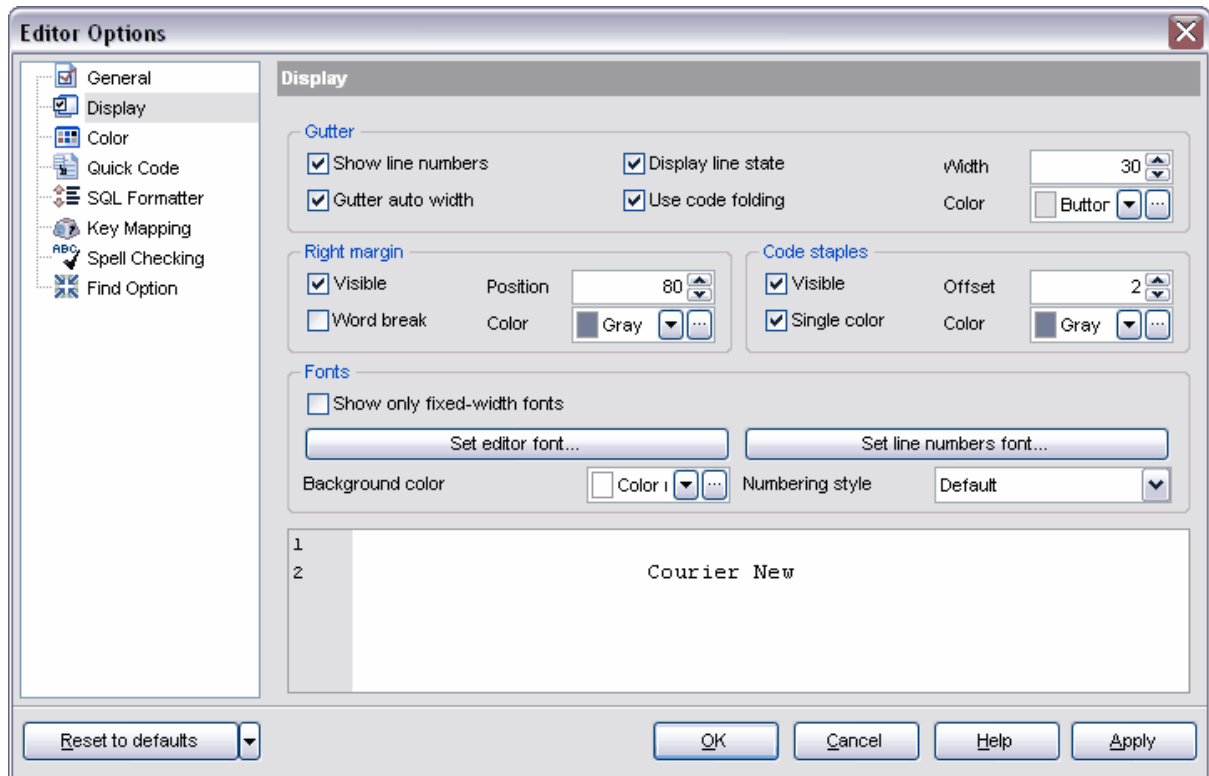 Editor Options
General
Display
Color
Quick Code
SQL Formatter
Key Mapping
ABC
Spell Checking
Find Option
Display
Gutter
Show line numbers
Display line state
Width 30
Gutter auto width
Use code folding
Color Buttor
Right margin
Visible
Position 80
Word break
Color Gray
Code staples
Visible
Offset 2
Single color
Color Gray
Fonts
Show only fixed-width fonts
Set editor font...
Set line numbers font...
Background color Color
Numbering style Default
1
2 Courier New
Reset to defaults
OK
Cancel
Help
Apply